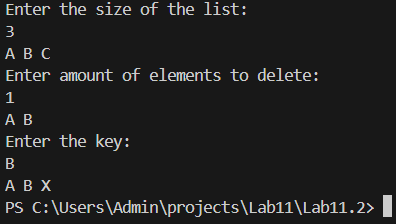 Enter the size of the list:
3
A B C
Enter amount of elements to delete:
1
A B
Enter the key:
B
A B X
PS C:\Users\Admin\projects\Lab11\Lab11.2>